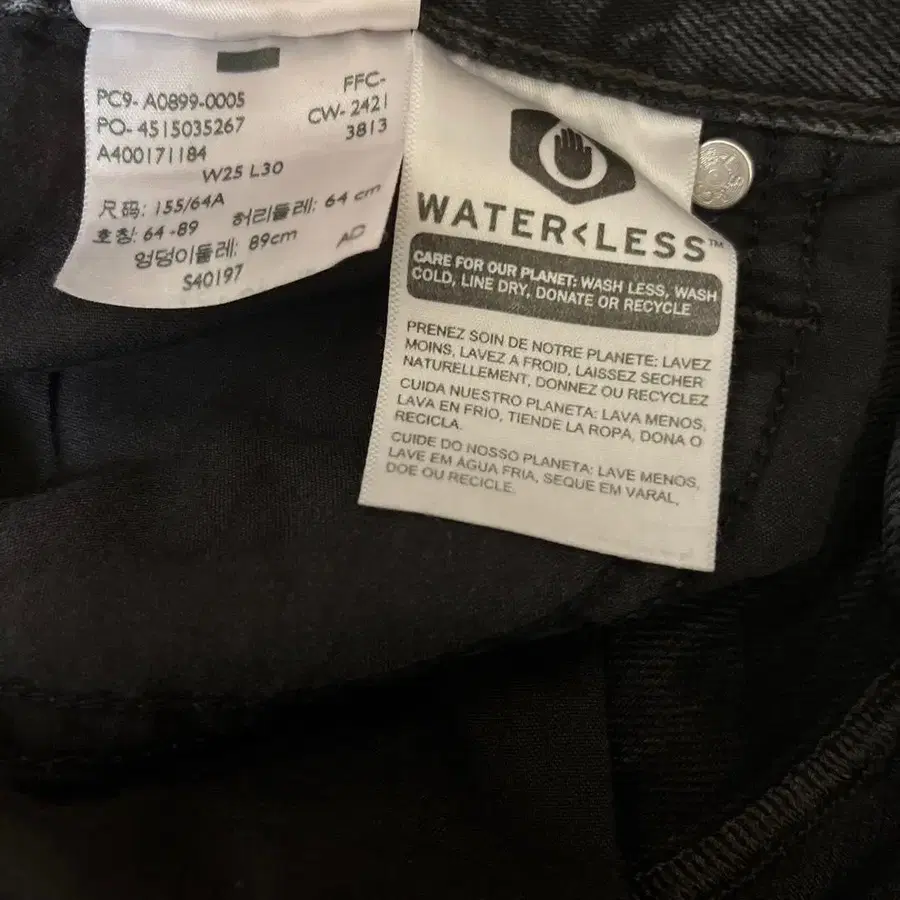 PC9- A0899-0005
FFC-
PO- 4515035267
CW- 2421
A400171184
3813
W25 L30
尺码: 155/64A
허리둘레: 64 cm
호칭: 64 -89
엉덩이둘레: 89cm
AD
S40197
WATER<LESS™
CARE FOR OUR PLANET: WASH LESS, WASH
COLD, LINE DRY, DONATE OR RECYCLE
PRENEZ SOIN DE NOTRE PLANETE: LAVEZ
MOINS, LAVEZ A FROID, LAISSEZ SECHER
NATURELLEMENT, DONNEZ OU RECYCLEZ
CUIDA NUESTRO PLANETA: LAVA MENOS,
LAVA EN FRIO, TIENDE LA ROPA, DONA O
RECICLA.
CUIDE DO NOSSO PLANETA: LAVE MENOS,
LAVE EM ÁGUA FRIA, SEQUE EM VARAL,
DOE OU RECICLE.